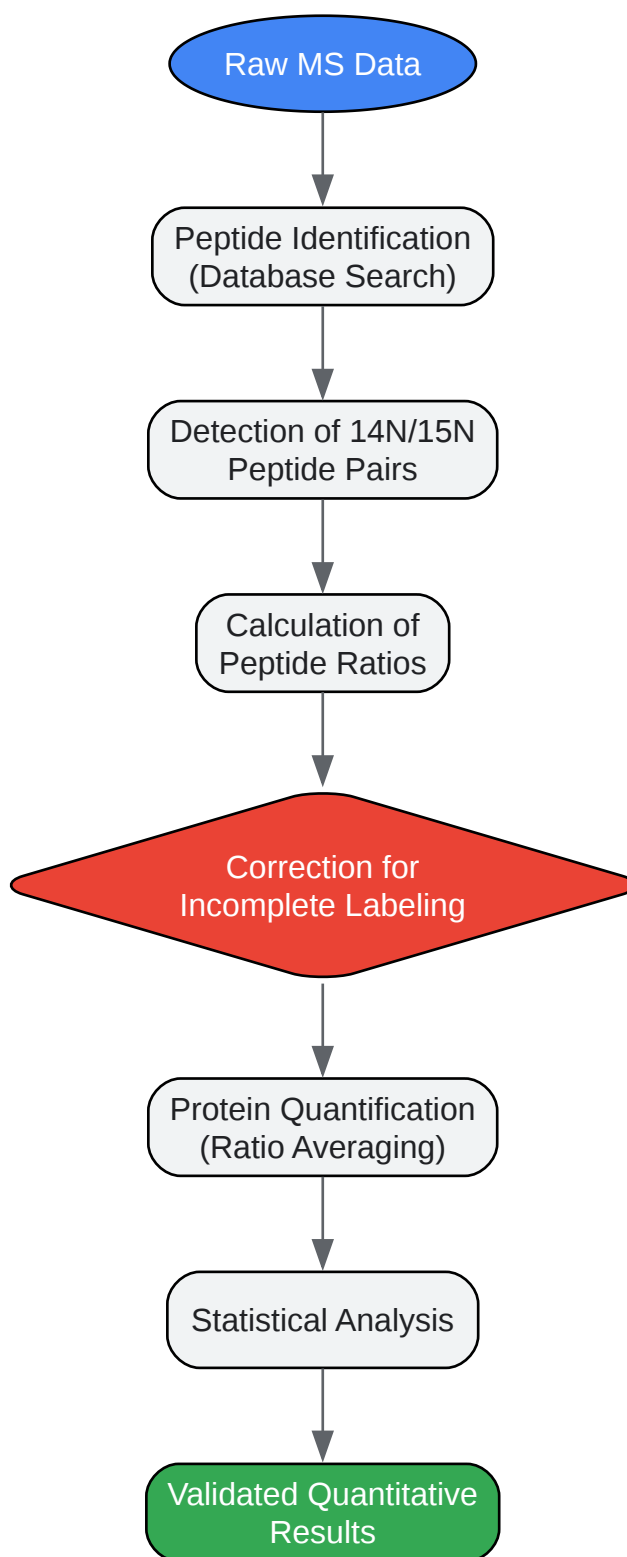 Raw MS Data
Peptide Identification
(Database Search)
Detection of 14N/15N
Peptide Pairs
Calculation of
Peptide Ratios
Correction for
Incomplete Labeling
Protein Quantification
(Ratio Averaging)
Statistical Analysis
Validated Quantitative
Results